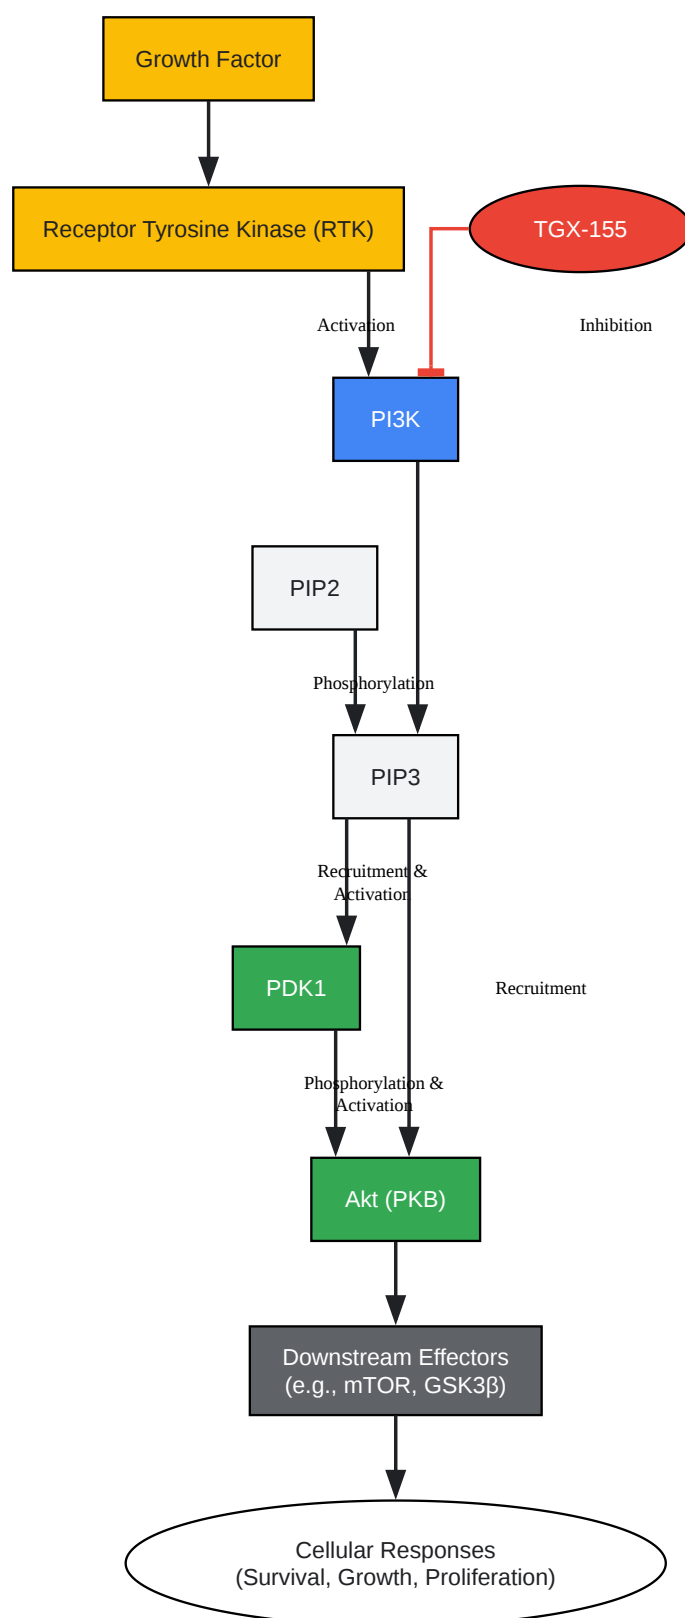 Growth Factor
Receptor Tyrosine Kinase (RTK)
TGX-155
Activation
Inhibition
PI3K
PIP2
Phosphorylation
PIP3
Recruitment &
Activation
PDK1
Recruitment
Phosphorylation &
Activation
Akt (PKB)
Downstream Effectors
(e.g., mTOR, GSK3β)
Cellular Responses
(Survival, Growth, Proliferation)